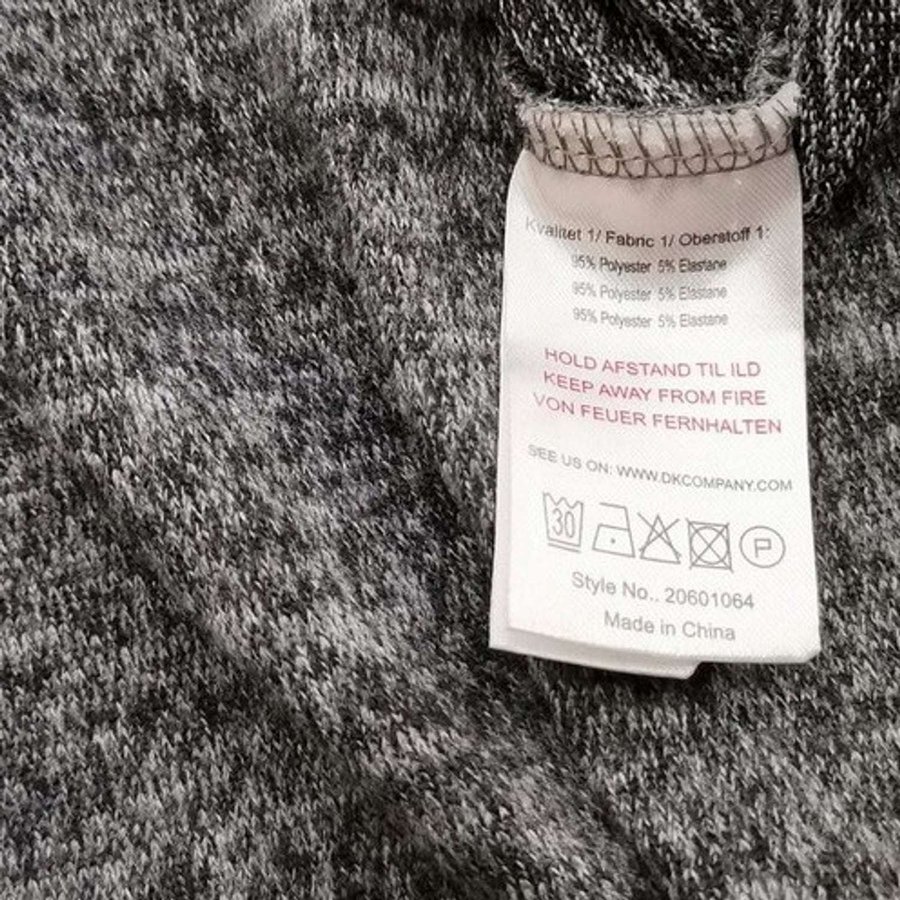 Kvalitet 1/ Fabric 1/ Oberstoff 1:
95% Polyester 5% Elastane
95% Polyester 5% Elastane
95% Polyester 5% Elastane
HOLD AFSTAND TIL ILD
KEEP AWAY FROM FIRE
VON FEUER FERNHALTEN
SEE US ON: WWW.DKCOMPANY.COM
30 P
Style No.. 20601064
Made in China